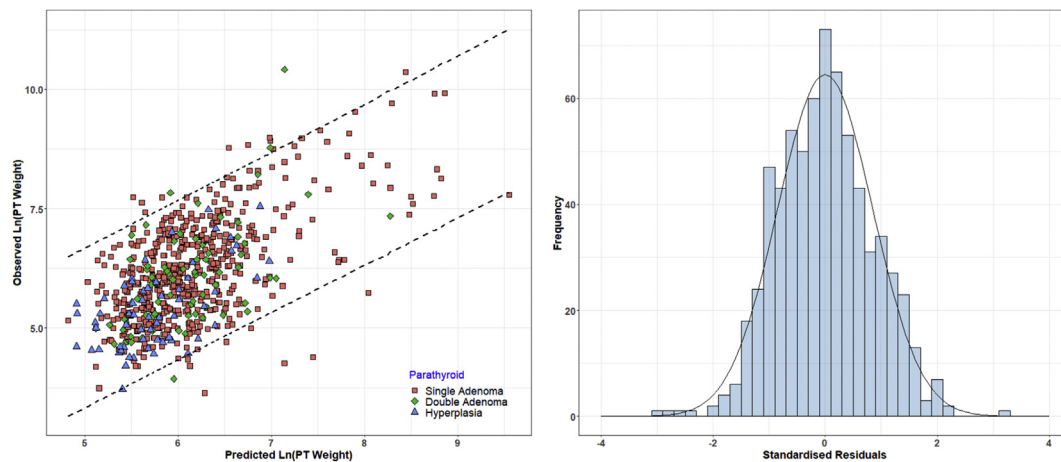 Observed Ln(PT Weight)
10.0
7.5
5.0
Parathyroid
Single Adenoma
Double Adenoma
Hyperplasia
5 6 7 8 9
Predicted Ln(PT Weight)
Frequency
60
40
20
0
-4 -2 0 2 4
Standardised Residuals